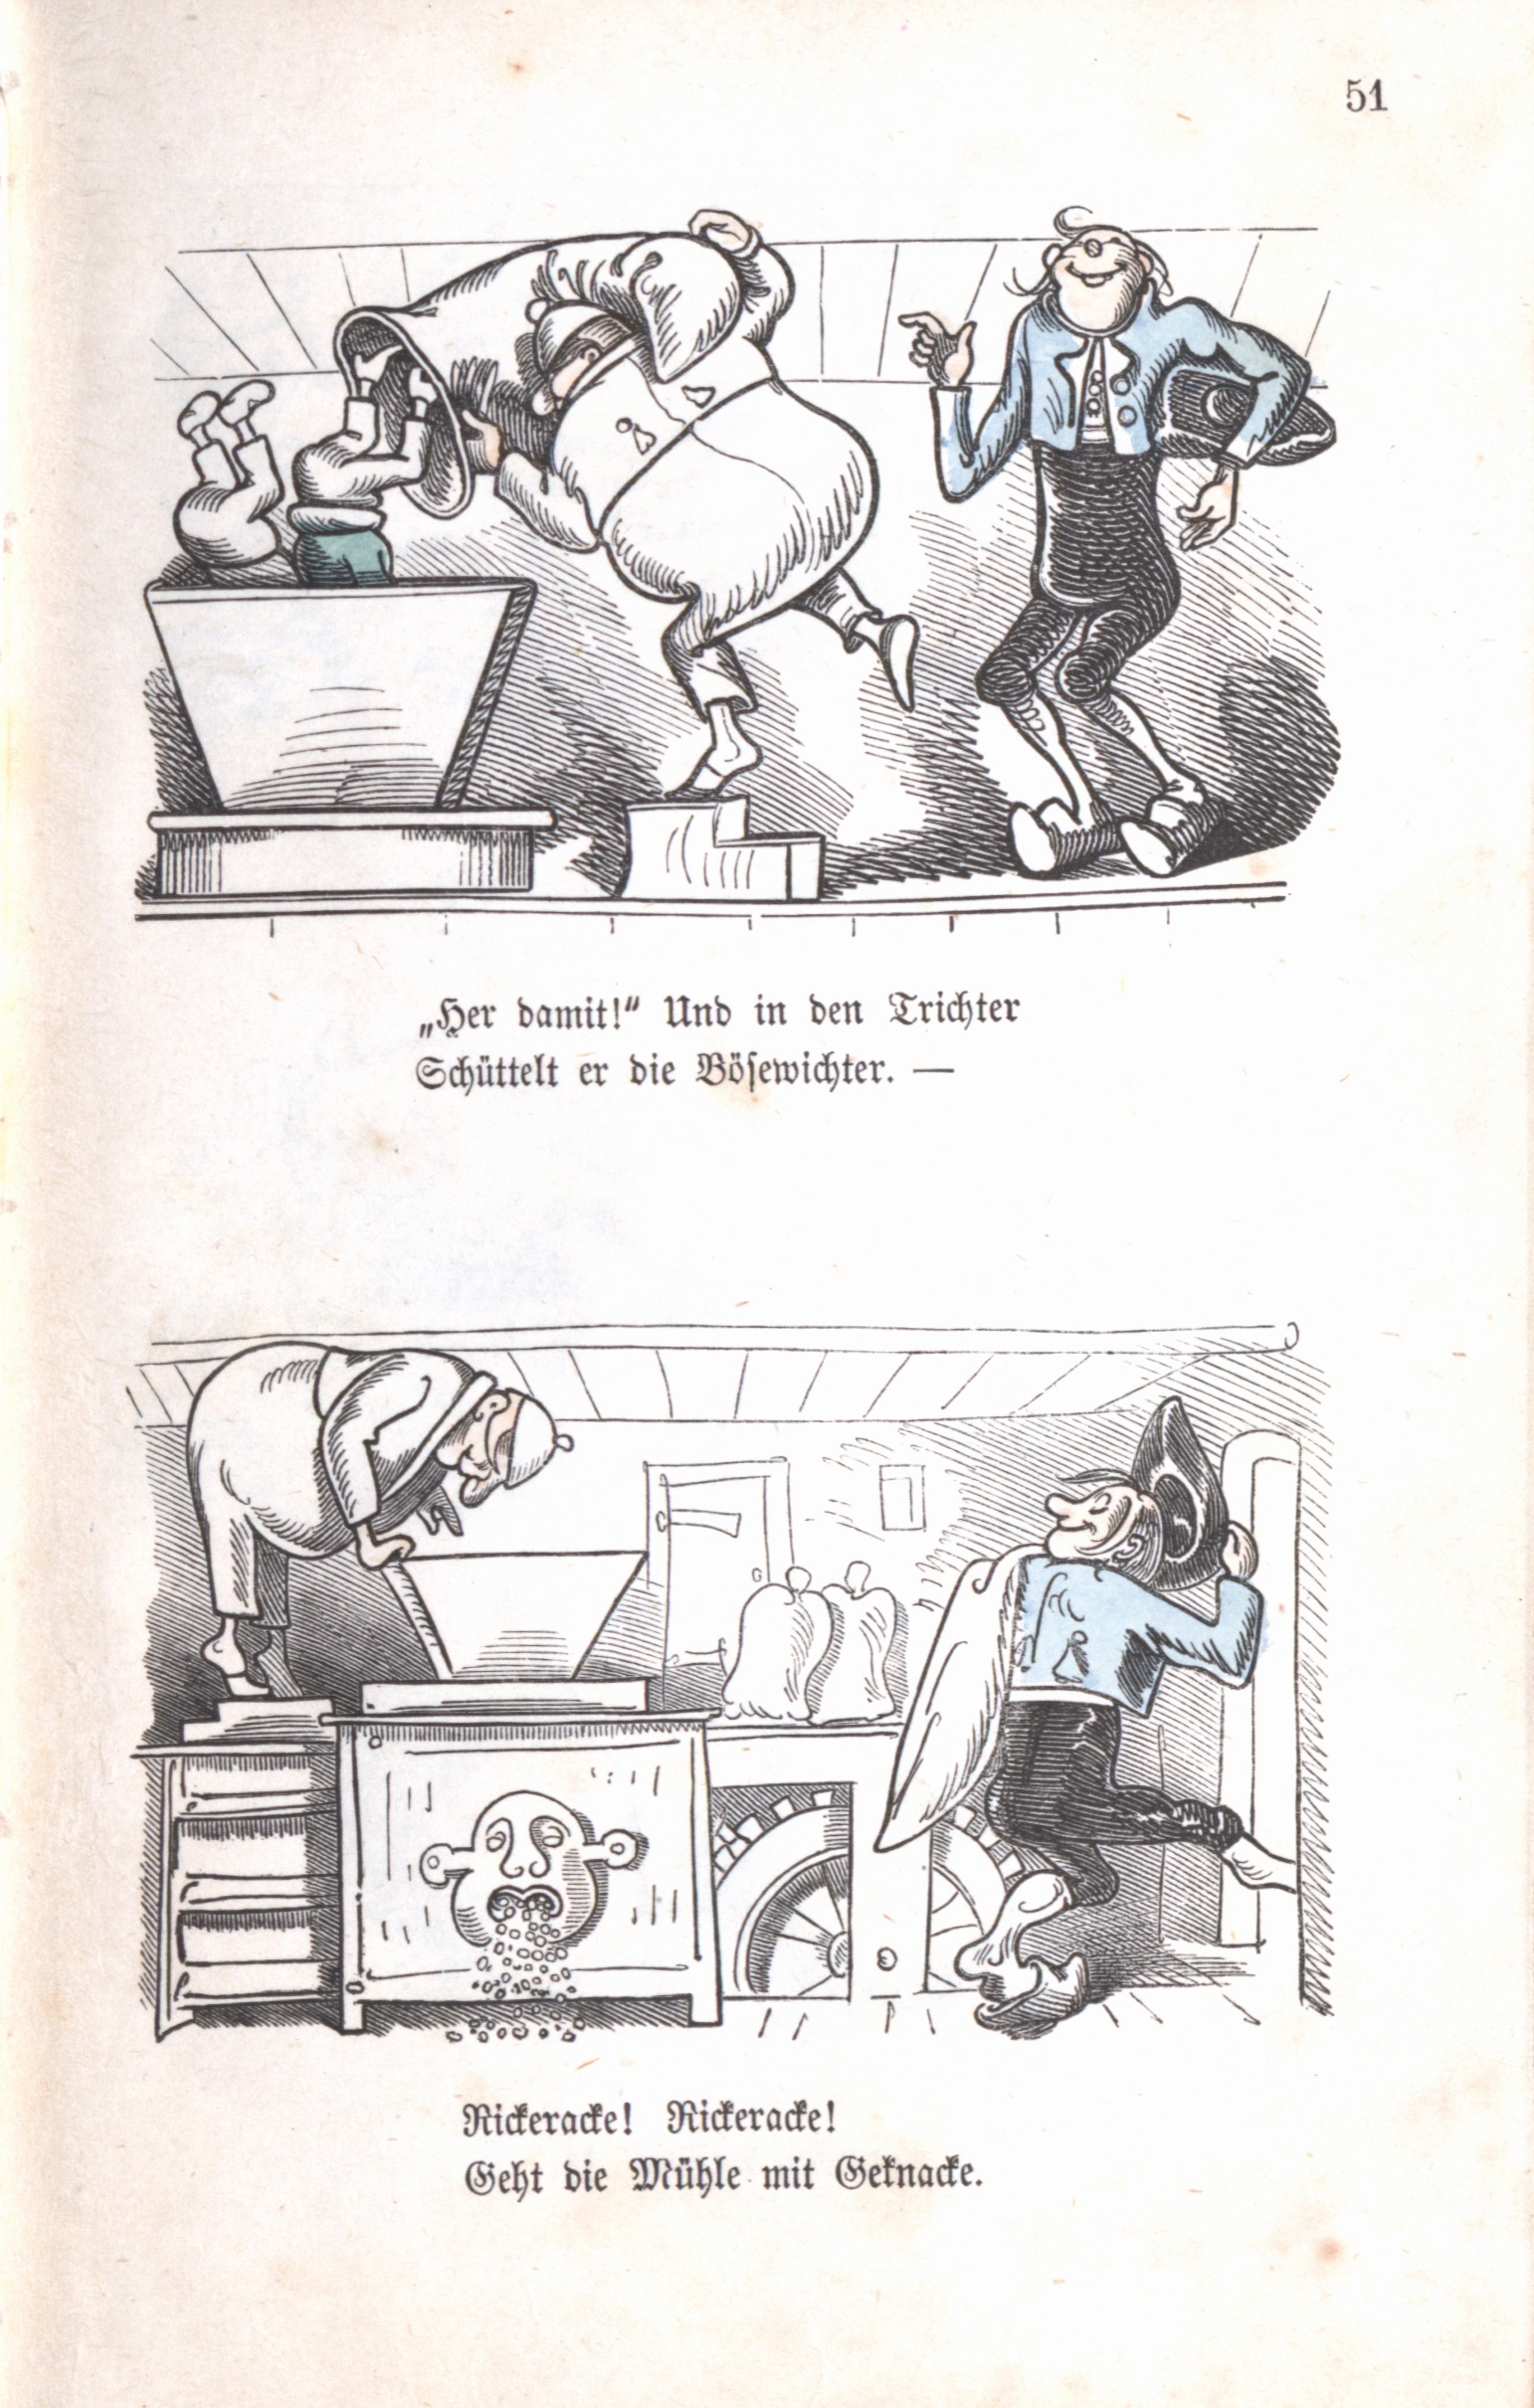 51
„Her damit!“ Und in den Trichter
Schüttelt er die Böſewichter. —
Rickeracke! Rickeracke!
Geht die Mühle mit Geknacke.